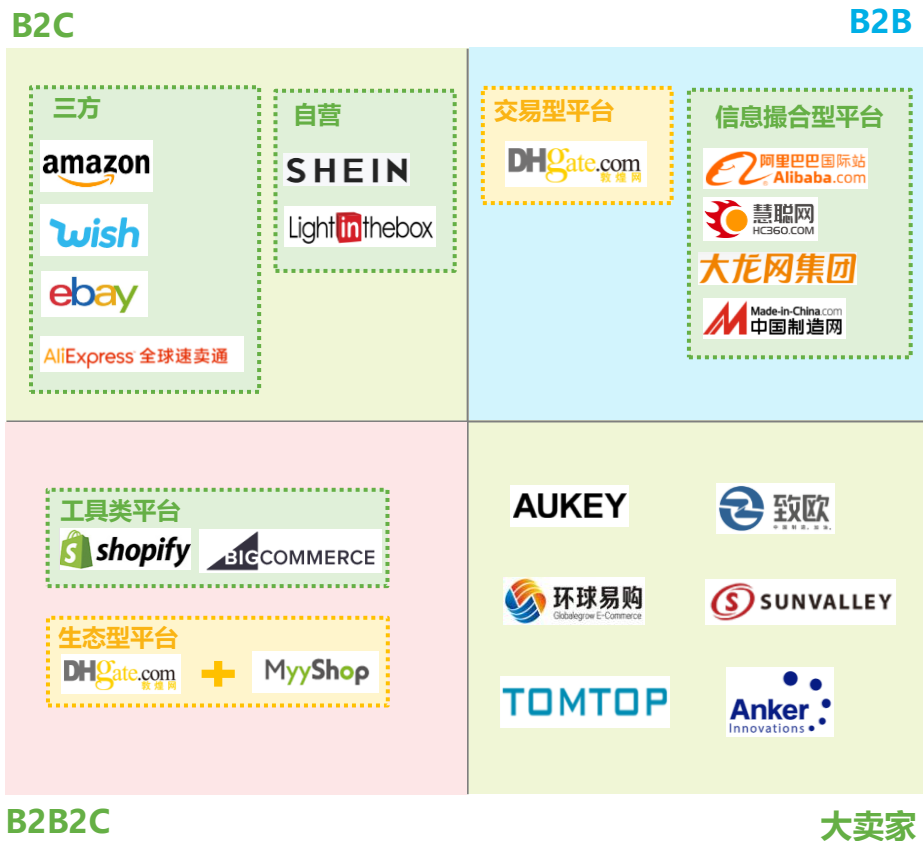 B2C
B2B
三方
amazon
wish
ebay
AliExpress 全球速卖通
自营
SHEIN
Lightinthebox
交易型平台
DHgate.com
敦煌网
信息撮合型平台
阿里巴巴国际站
Alibaba.com
慧聪网
HC360.COM
大龙网集团
Made-in-China.com
中国制造网
工具类平台
shopify
BIGCOMMERCE
生态型平台
DHgate.com
敦煌网
+
MyyShop
AUKEY
致欧
环球易购
Globalegrow E-Commerce
SUNVALLEY
TOMTOP
Anker
Innovations
B2B2C
大卖家